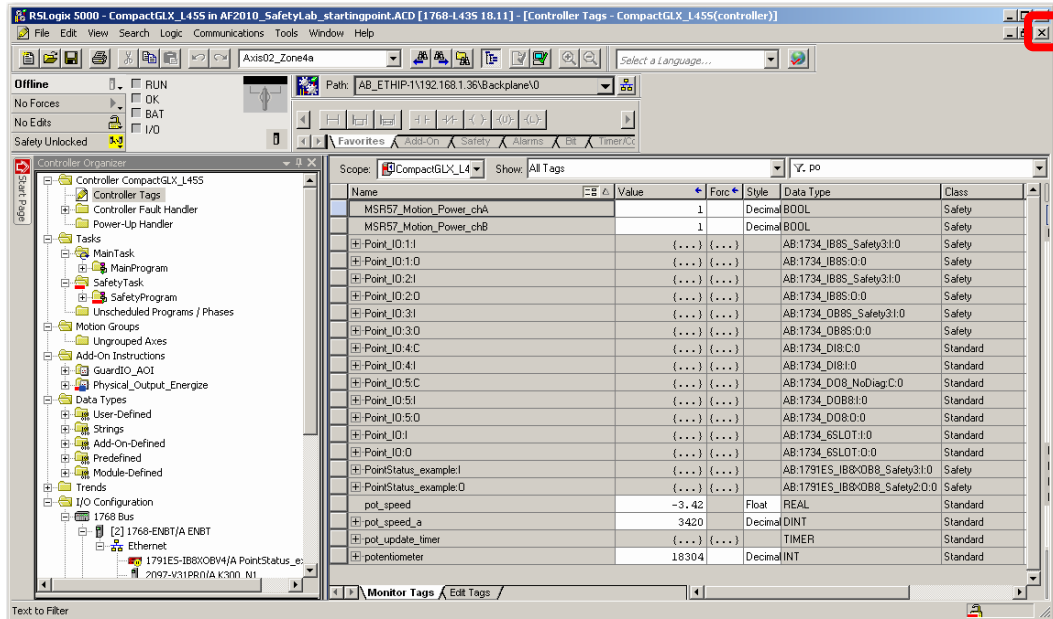 RSLogix 5000 - CompactGLX_L45S in AF2010_SafetyLab_startingpoint.ACD [1768-L43S 18.11] - [Controller Tags - CompactGLX_L45S(controller)]
File Edit View Search Logic Communications Tools Window Help
Axis02_Zone4a
Select a Language...
Offline RUN
No Forces OK
No Edits BAT
Safety Unlocked I/O
Path: AB_ETHIP-1\192.168.1.36\Backplane\0
Favorites Add-On Safety Alarms Bit Timer/Cc
Start Page
Controller Organizer
Controller CompactGLX_L45S
Controller Tags
Controller Fault Handler
Power-Up Handler
Tasks
MainTask
MainProgram
SafetyTask
SafetyProgram
Unscheduled Programs / Phases
Motion Groups
Ungrouped Axes
Add-On Instructions
GuardIO_AOI
Physical_Output_Energize
Data Types
User-Defined
Strings
Add-On-Defined
Predefined
Module-Defined
Trends
I/O Configuration
1768 Bus
[2] 1768-ENBT/A ENBT
Ethernet
1791ES-IB8XOBV4/A PointStatus_e:
2097-V31PR0/A K300_N1
Scope: CompactGLX_L4 Show: All Tags po
Name Value Forc Style Data Type Class
MSR57_Motion_Power_chA 1 Decimal BOOL Safety
MSR57_Motion_Power_chB 1 Decimal BOOL Safety
Point_IO:1:I {...} {...} AB:1734_IB8S_Safety3:I:0 Safety
Point_IO:1:O {...} {...} AB:1734_IB8S:O:0 Safety
Point_IO:2:I {...} {...} AB:1734_IB8S_Safety3:I:0 Safety
Point_IO:2:O {...} {...} AB:1734_IB8S:O:0 Safety
Point_IO:3:I {...} {...} AB:1734_OB8S_Safety3:I:0 Safety
Point_IO:3:O {...} {...} AB:1734_OB8S:O:0 Safety
Point_IO:4:C {...} {...} AB:1734_DI8:C:0 Standard
Point_IO:4:I {...} {...} AB:1734_DI8:I:0 Standard
Point_IO:5:C {...} {...} AB:1734_DO8_NoDiag:C:0 Standard
Point_IO:5:I {...} {...} AB:1734_DOB8:I:0 Standard
Point_IO:5:O {...} {...} AB:1734_DO8:O:0 Standard
Point_IO:I {...} {...} AB:1734_6SLOT:I:0 Standard
Point_IO:O {...} {...} AB:1734_6SLOT:O:0 Standard
PointStatus_example:I {...} {...} AB:1791ES_IB8XOB8_Safety3:I:0 Safety
PointStatus_example:O {...} {...} AB:1791ES_IB8XOB8_Safety2:O:0 Safety
pot_speed -3.42 Float REAL Standard
pot_speed_a 3420 Decimal DINT Standard
pot_update_timer {...} {...} TIMER Standard
potentiometer 18304 Decimal INT Standard
Monitor Tags Edit Tags
Text to Filter